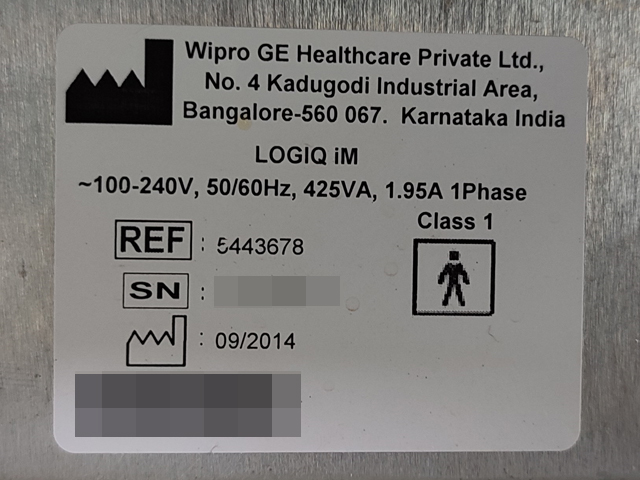 Wipro GE Healthcare Private Ltd.,
No. 4 Kadugodi Industrial Area,
Bangalore-560 067. Karnataka India
LOGIQ iM
~100-240V, 50/60Hz, 425VA, 1.95A 1Phase
Class 1
REF : 5443678
SN :
: 09/2014